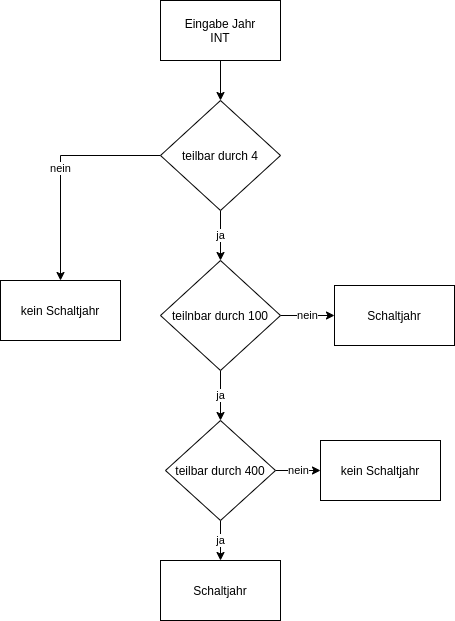 Eingabe Jahr
INT
teilbar durch 4
nein
ja
kein Schaltjahr
teilnbar durch 100
nein
Schaltjahr
ja
teilbar durch 400
nein
kein Schaltjahr
ja
Schaltjahr